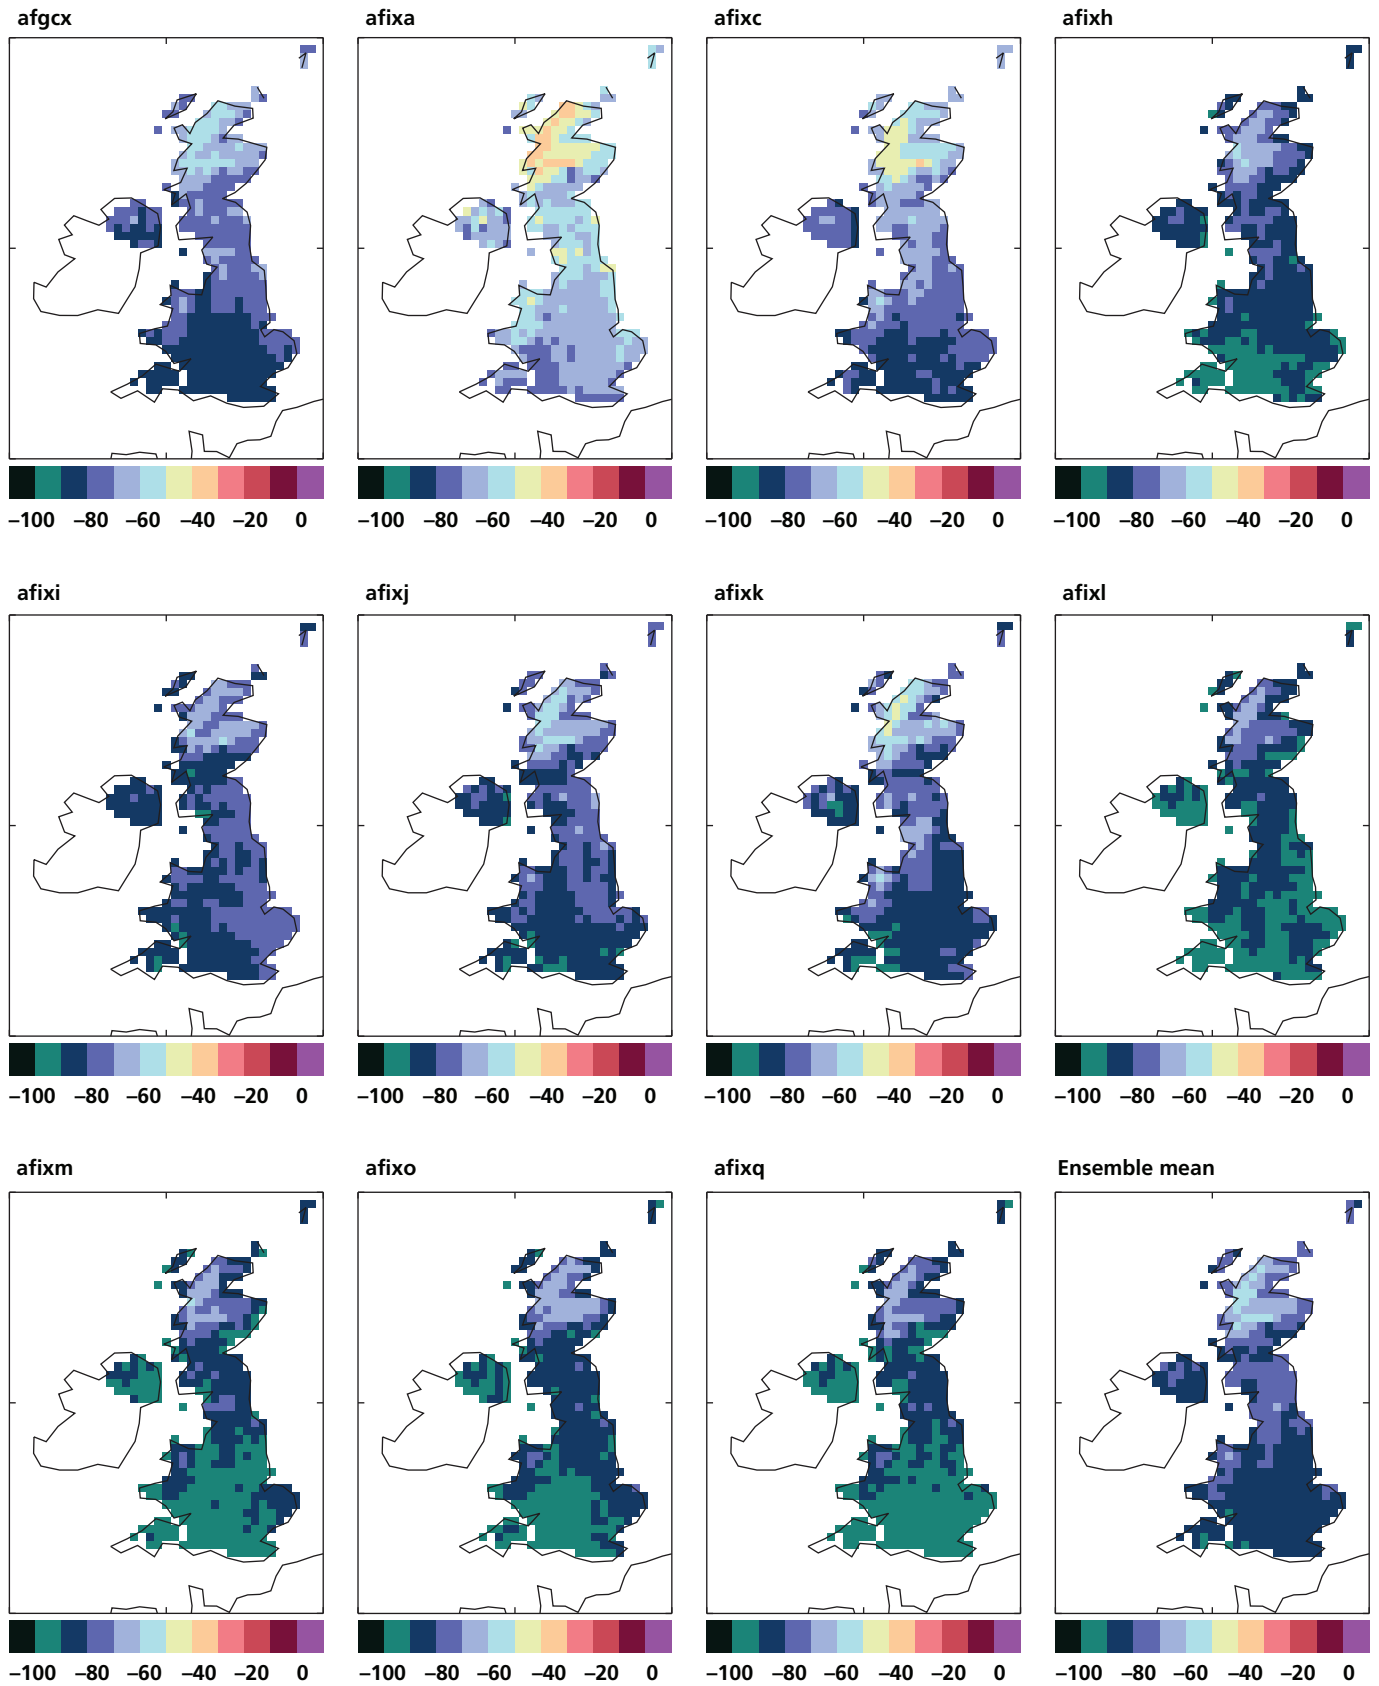 afgcx afixa afixc afixh
–100 –80 –60 –40 –20 0 –100 –80 –60 –40 –20 0 –100 –80 –60 –40 –20 0 –100 –80 –60 –40 –20 0
afixi afixj afixk afixl
–100 –80 –60 –40 –20 0 –100 –80 –60 –40 –20 0 –100 –80 –60 –40 –20 0 –100 –80 –60 –40 –20 0
afixm afixo afixq Ensemble mean
–100 –80 –60 –40 –20 0 –100 –80 –60 –40 –20 0 –100 –80 –60 –40 –20 0 –100 –80 –60 –40 –20 0